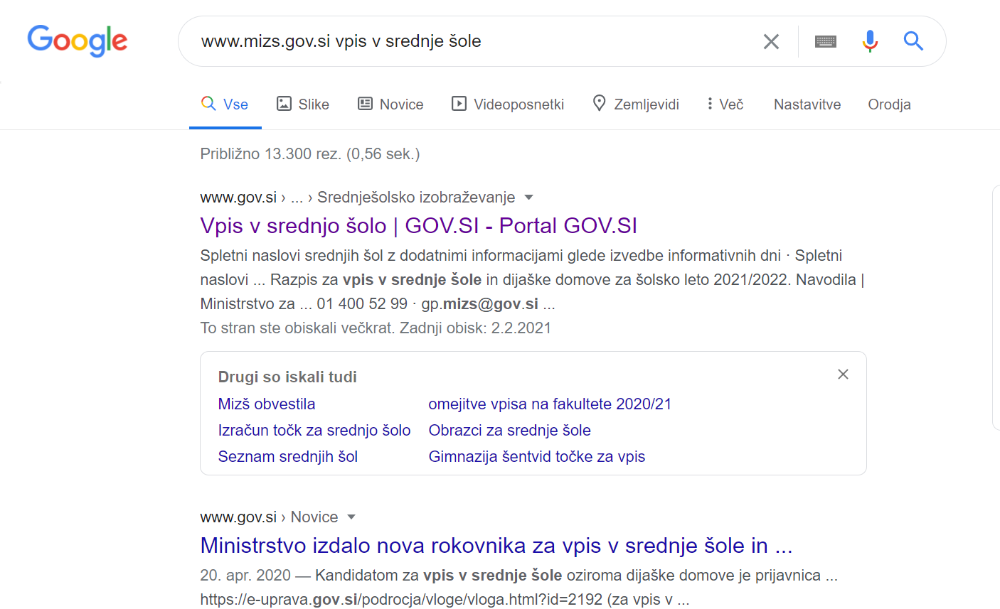 Google
www.mizs.gov.si vpis v srednje šole
Vse Slike Novice Videoposnetki Zemljevidi Več Nastavitve Orodja
Približno 13.300 rez. (0,56 sek.)
www.gov.si › ... › Srednješolsko izobraževanje
Vpis v srednjo šolo | GOV.SI - Portal GOV.SI
Spletni naslovi srednjih šol z dodatnimi informacijami glede izvedbe informativnih dni · Spletni
naslovi ... Razpis za vpis v srednje šole in dijaške domove za šolsko leto 2021/2022. Navodila |
Ministrstvo za ... 01 400 52 99 · gp.mizs@gov.si ...
To stran ste obiskali večkrat. Zadnji obisk: 2.2.2021
Drugi so iskali tudi
Mizš obvestila omejitve vpisa na fakultete 2020/21
Izračun točk za srednjo šolo Obrazci za srednje šole
Seznam srednjih šol Gimnazija šentvid točke za vpis
www.gov.si › Novice
Ministrstvo izdalo nova rokovnika za vpis v srednje šole in ...
20. apr. 2020 — Kandidatom za vpis v srednje šole oziroma dijaške domove je prijavnica ...
https://e-uprava.gov.si/podrocja/vloge/vloga.html?id=2192 (za vpis v ...